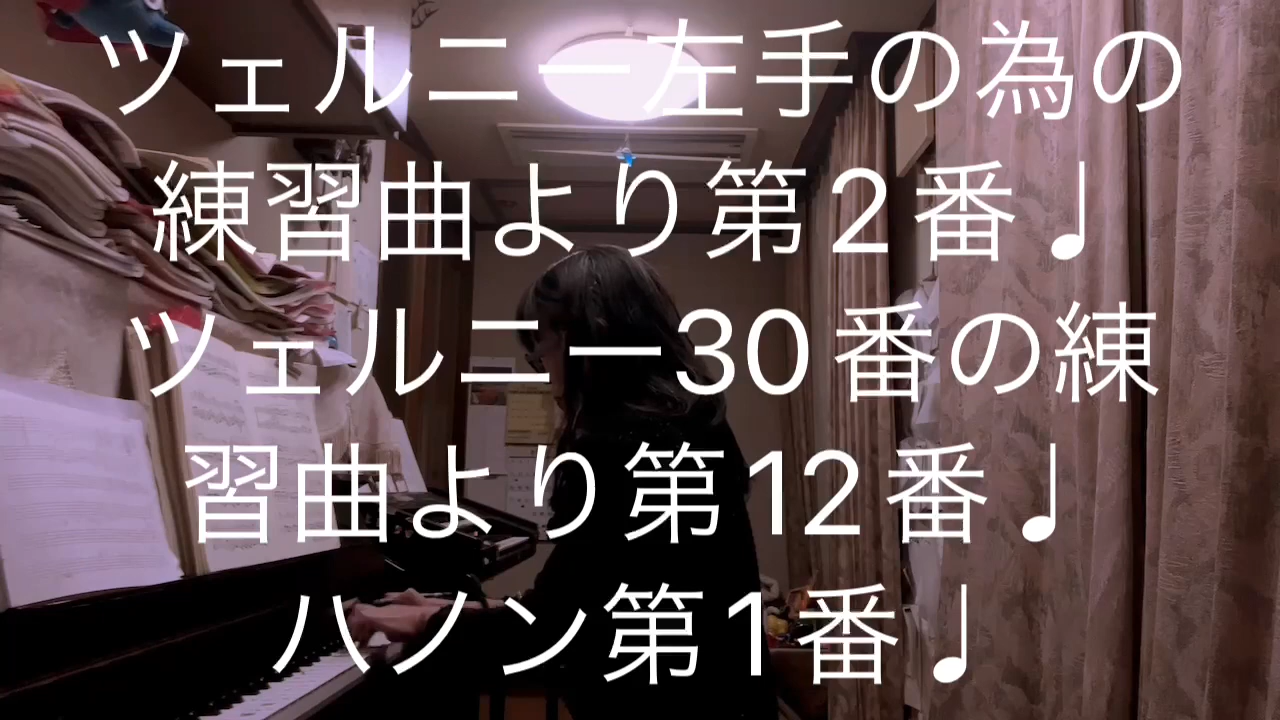 ツェルニー左手の為の
練習曲より第2番♩
ツェルニー30番の練
習曲より第12番♩
ハノン第1番♩